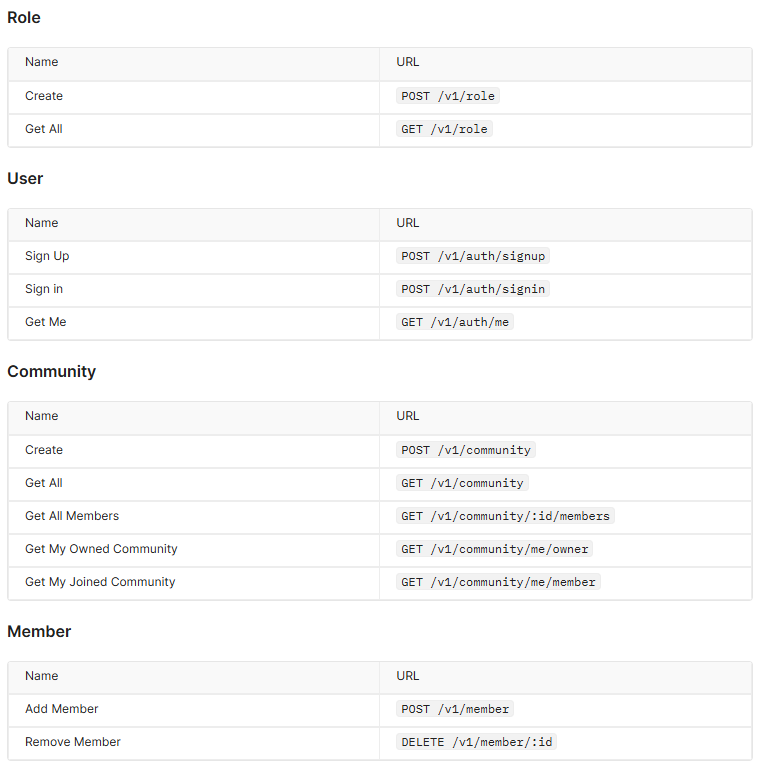 Role
Name URL
Create POST /v1/role
Get All GET /v1/role
User
Name URL
Sign Up POST /v1/auth/signup
Sign in POST /v1/auth/signin
Get Me GET /v1/auth/me
Community
Name URL
Create POST /v1/community
Get All GET /v1/community
Get All Members GET /v1/community/:id/members
Get My Owned Community GET /v1/community/me/owner
Get My Joined Community GET /v1/community/me/member
Member
Name URL
Add Member POST /v1/member
Remove Member DELETE /v1/member/:id